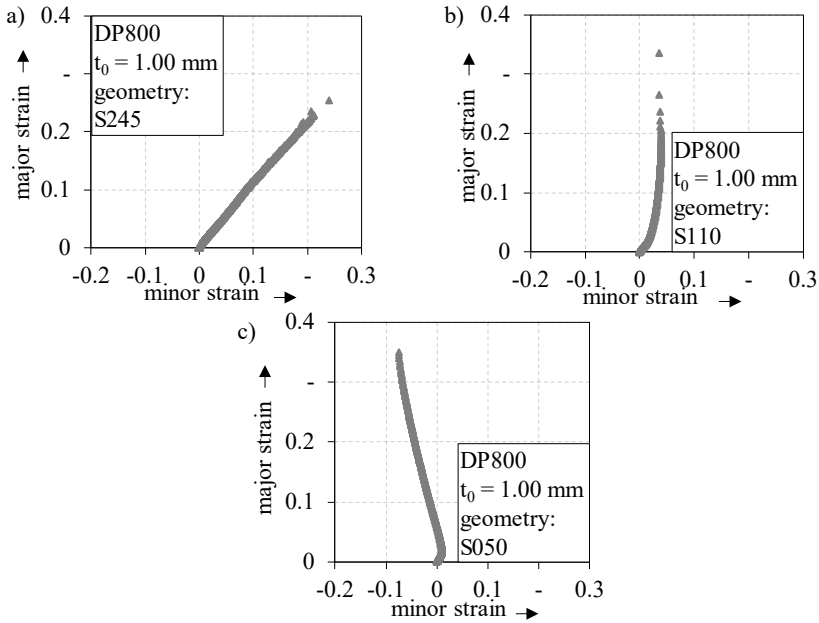 a)
0.4
-
0.2
0.1
0
major strain
DP800
t0 = 1.00 mm
geometry:
S245
-0.2 -0.1 0 0.1 - 0.3
minor strain
b)
0.4
-
0.2
0.1
0
major strain
DP800
t0 = 1.00 mm
geometry:
S110
-0.2 -0.1 0 0.1 - 0.3
minor strain
c)
0.4
-
0.2
0.1
0
major strain
DP800
t0 = 1.00 mm
geometry:
S050
-0.2 -0.1 0 0.1 - 0.3
minor strain